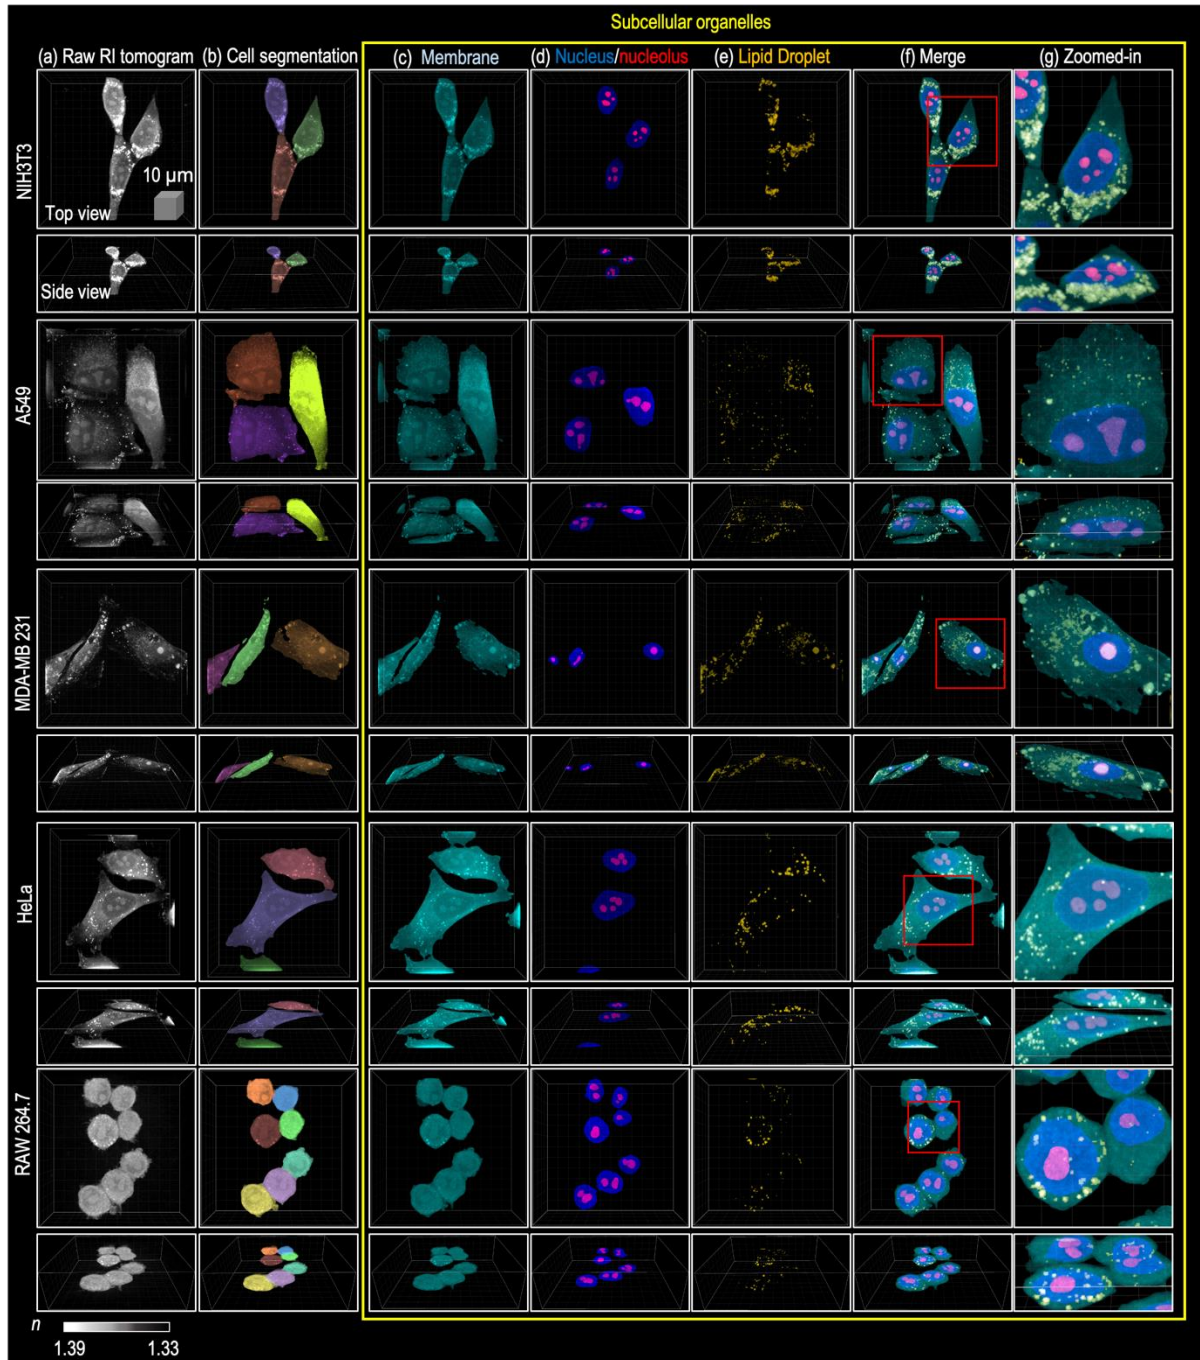 Subcellular organelles
(a) Raw RI tomogram
(b) Cell segmentation
(c) Membrane
(d) Nucleus/nucleolus
(e) Lipid Droplet
(f) Merge
(g) Zoomed-in
NIH3T3
10 μm
Top view
Side view
A549
MDA-MB 231
HeLa
RAW 264.7
n
1.39
1.33